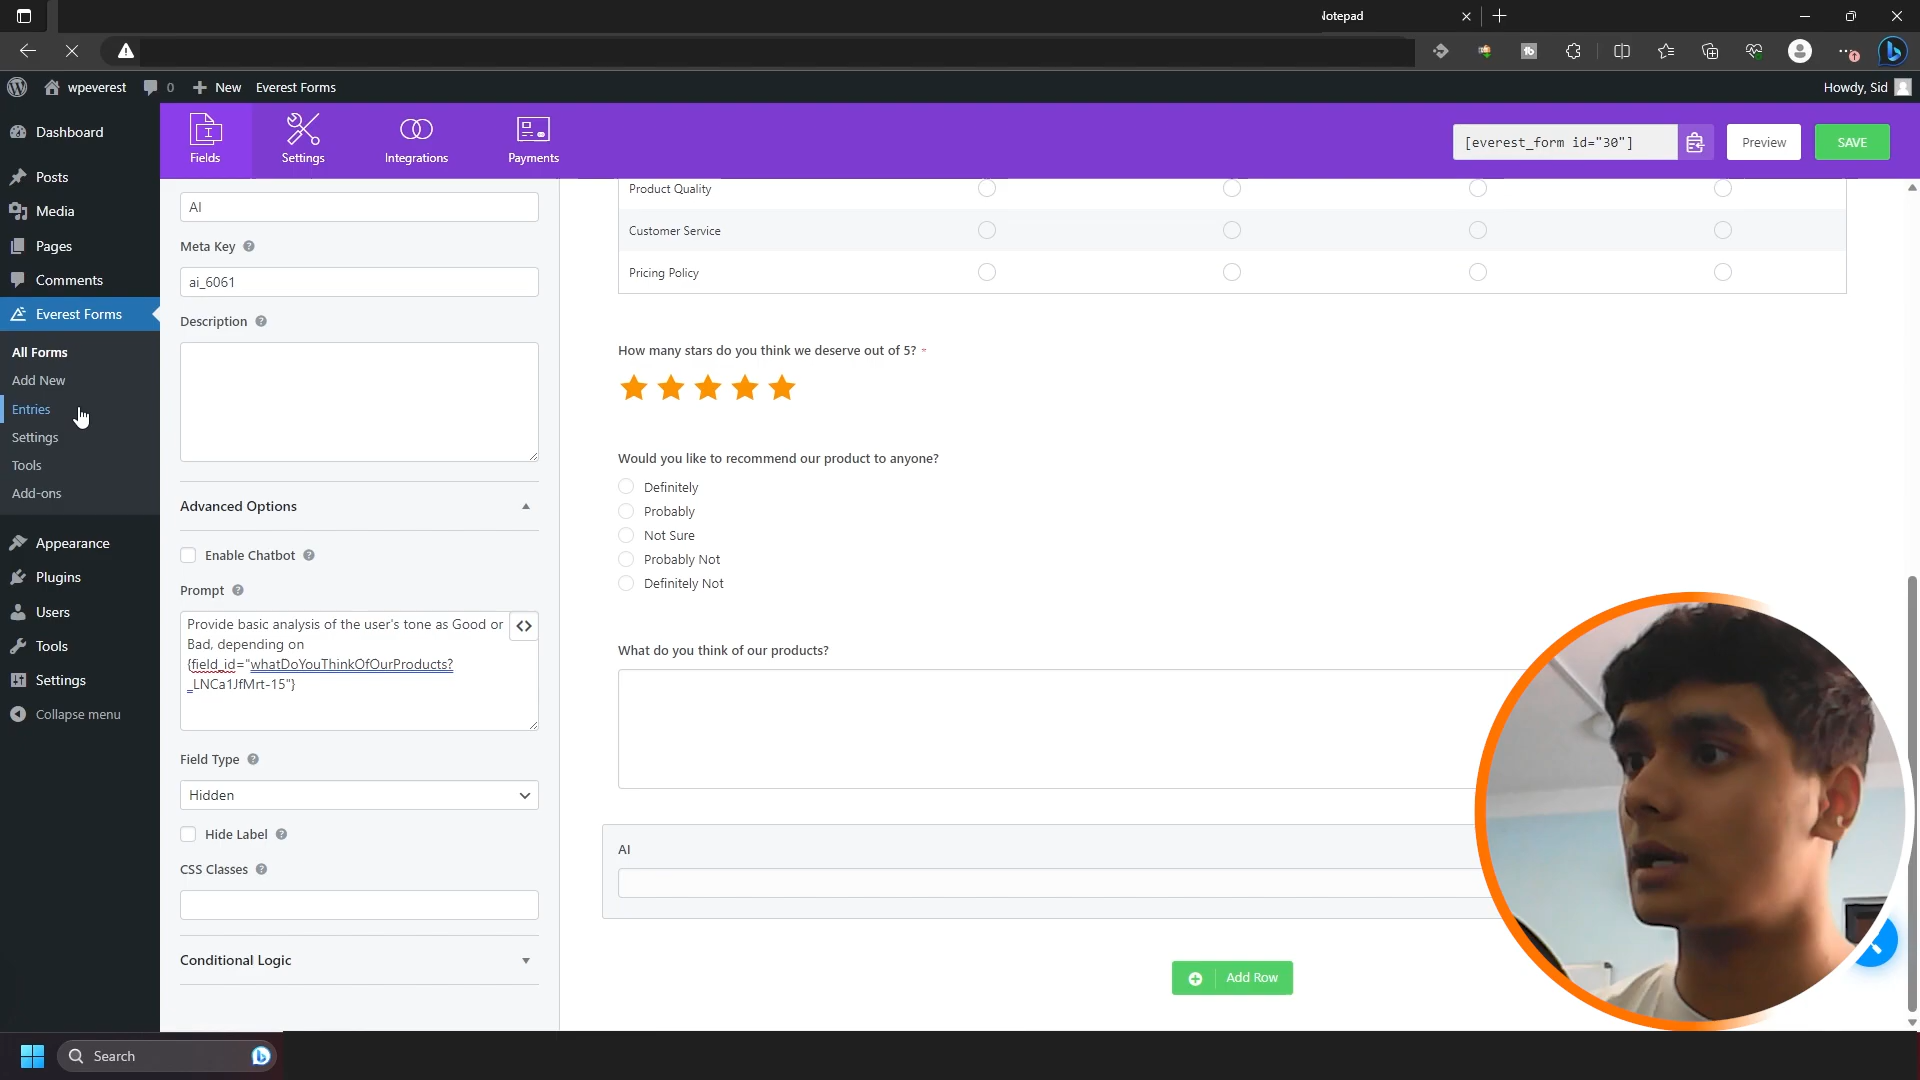 Notepad
wpeverest
0
New
Everest Forms
Howdy, Sid
Dashboard
Posts
Media
Pages
Comments
Everest Forms
All Forms
Add New
Entries
Settings
Tools
Add-ons
Appearance
Plugins
Users
Tools
Settings
Collapse menu
Fields
Settings
Integrations
Payments
[everest_form id="30"]
Preview
SAVE
AI
Meta Key
ai_6061
Description
Advanced Options
Enable Chatbot
Prompt
Provide basic analysis of the user's tone as Good or
Bad, depending on
{field_id="whatDoYouThinkOfOurProducts?
_LNCa1JfMrt-15"}
<>
Field Type
Hidden
Hide Label
CSS Classes
Conditional Logic
Product Quality
Customer Service
Pricing Policy
How many stars do you think we deserve out of 5? *
Would you like to recommend our product to anyone?
Definitely
Probably
Not Sure
Probably Not
Definitely Not
What do you think of our products?
AI
Add Row
Search